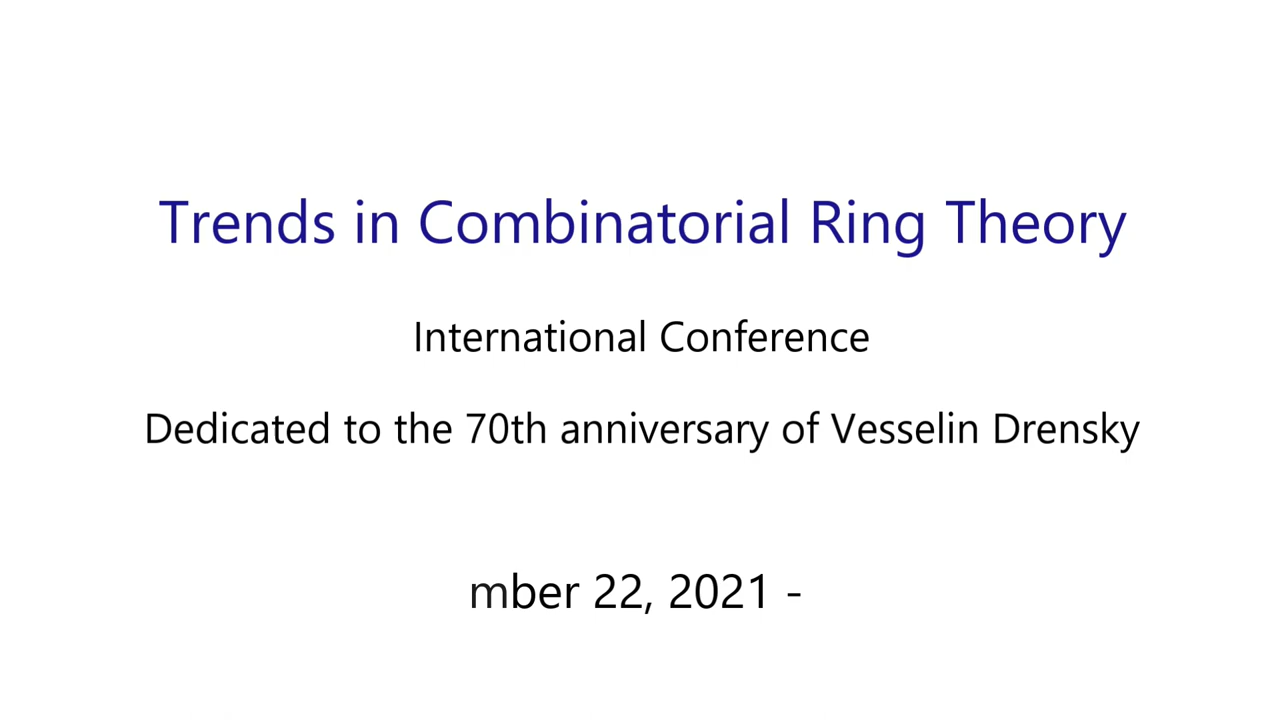 Trends in Combinatorial Ring Theory
International Conference
Dedicated to the 70th anniversary of Vesselin Drensky
mber 22, 2021 -